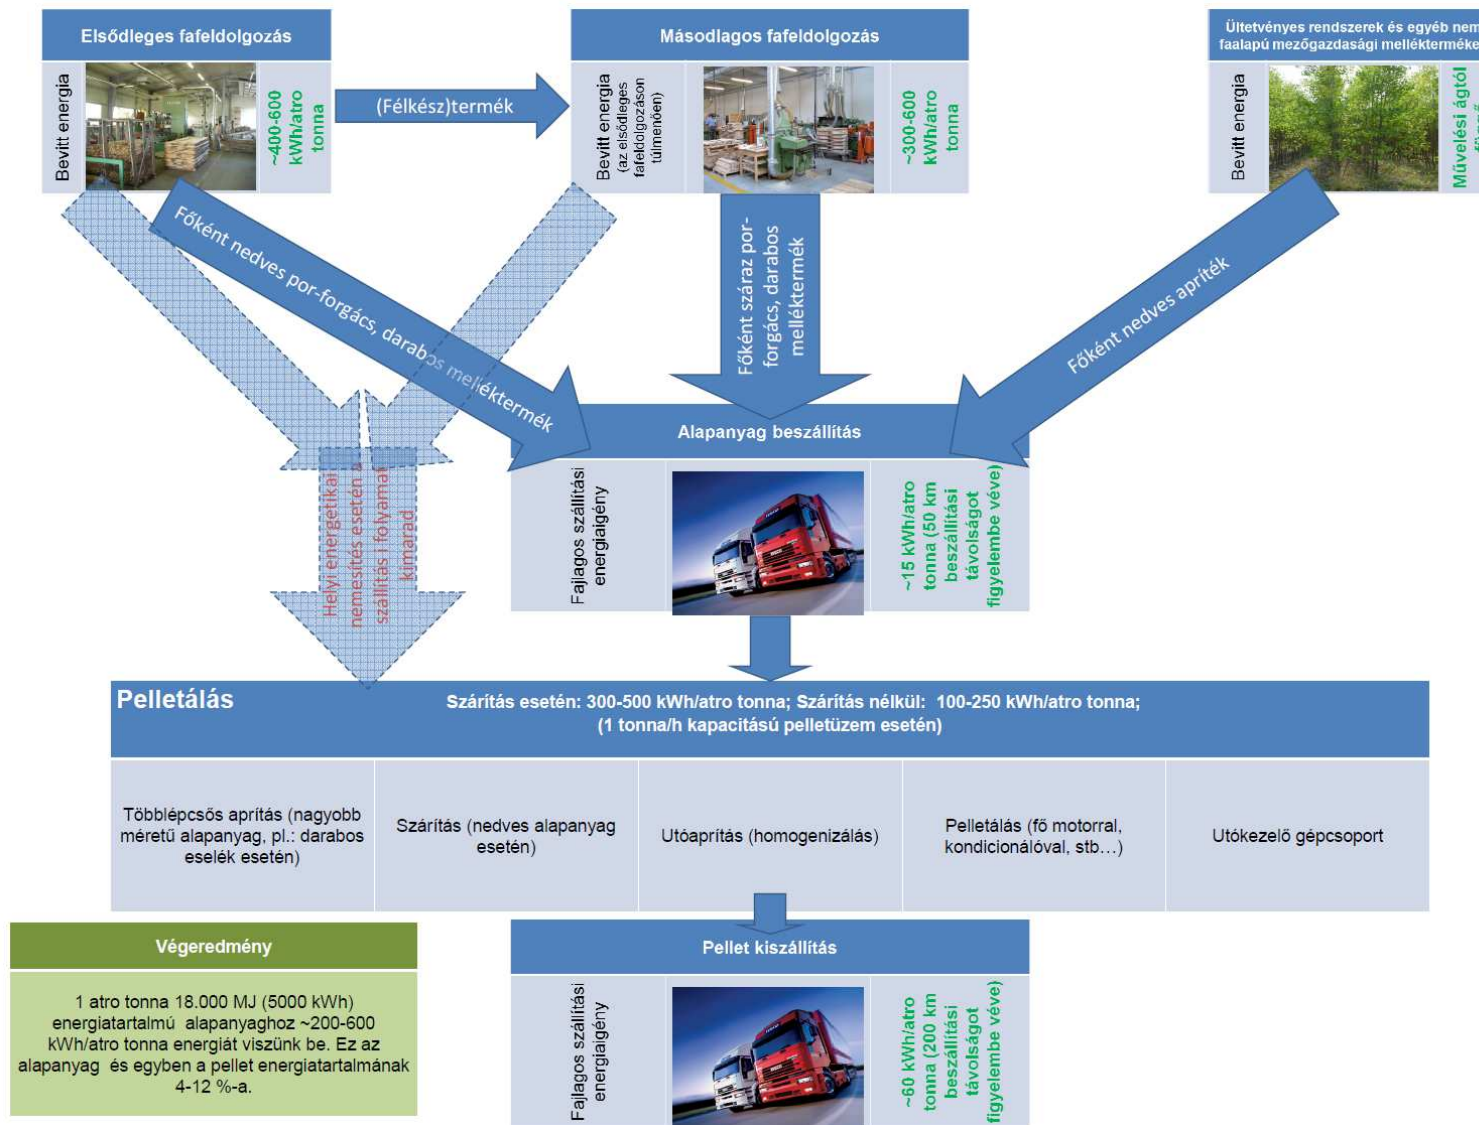 Elsődleges fafeldolgozás
Bevitt energia
~400-600
kWh/atro
tonna
(Félkész)termék
Másodlagos fafeldolgozás
Bevitt energia
(az elsődleges
fafeldolgozáson
túlmenően)
~300-600
kWh/atro
tonna
Ültetvényes rendszerek és egyéb nem
faalapú mezőgazdasági mellékterméke
Bevitt energia
Művelési ágtól
Főként nedves por-forgács, darabos melléktermék
Főként száraz por-
forgács, darabos
melléktermék
Főként nedves apríték
Helyi energetikai
nemesítés esetén a
szállítás i folyamat
kimarad
Alapanyag beszállítás
Fajlagos szállítási
energiaigény
~15 kWh/atro
tonna (50 km
beszállítási
távolságot
figyelembe véve)
Pelletálás
Szárítás esetén: 300-500 kWh/atro tonna; Szárítás nélkül: 100-250 kWh/atro tonna;
(1 tonna/h kapacitású pelletüzem esetén)
Többlépcsős aprítás (nagyobb
méretű alapanyag, pl.: darabos
eselék esetén)
Szárítás (nedves alapanyag
esetén)
Utóaprítás (homogenizálás)
Pelletálás (fő motorral,
kondicionálóval, stb…)
Utókezelő gépcsoport
Végeredmény
1 atro tonna 18.000 MJ (5000 kWh)
energiatartalmú alapanyaghoz ~200-600
kWh/atro tonna energiát viszünk be. Ez az
alapanyag és egyben a pellet energiatartalmának
4-12 %-a.
Pellet kiszállítás
Fajlagos szállítási
energiaigény
~60 kWh/atro
tonna (200 km
beszállítási
távolságot
figyelembe véve)